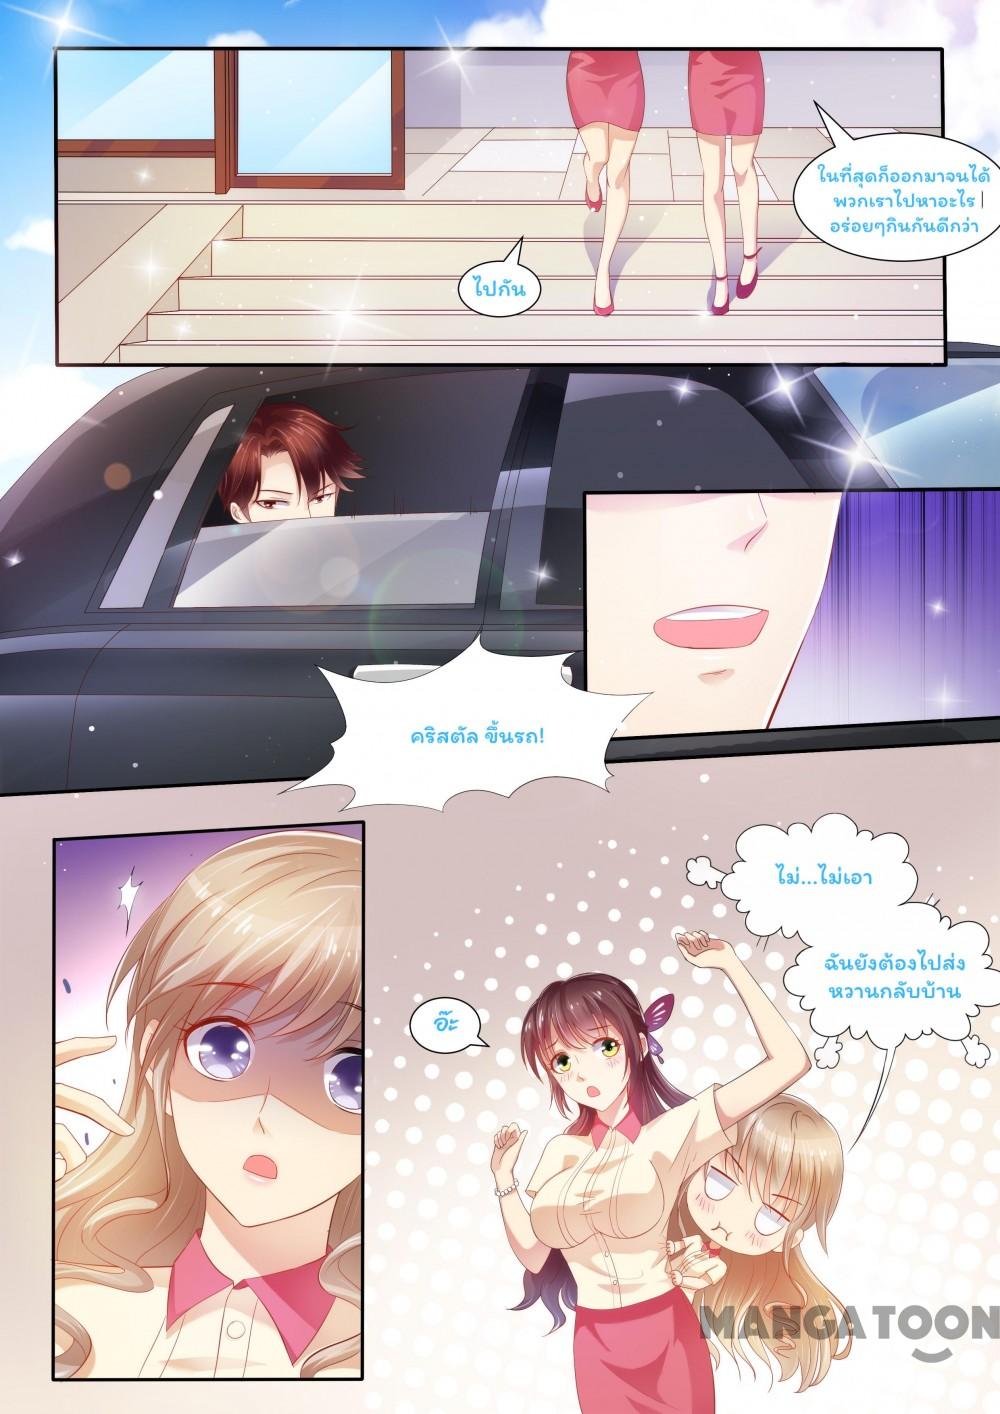 ในที่สุดก็ออกมาจนได้
พวกเราไปหาอะไร
อร่อยๆกินกันดีกว่า
ไปกัน
คริสตัล ขึ้นรถ!
ไม่...ไม่เอา
ฉันยังต้องไปส่ง
หวานกลับบ้าน
อ๊ะ
MANGATOON